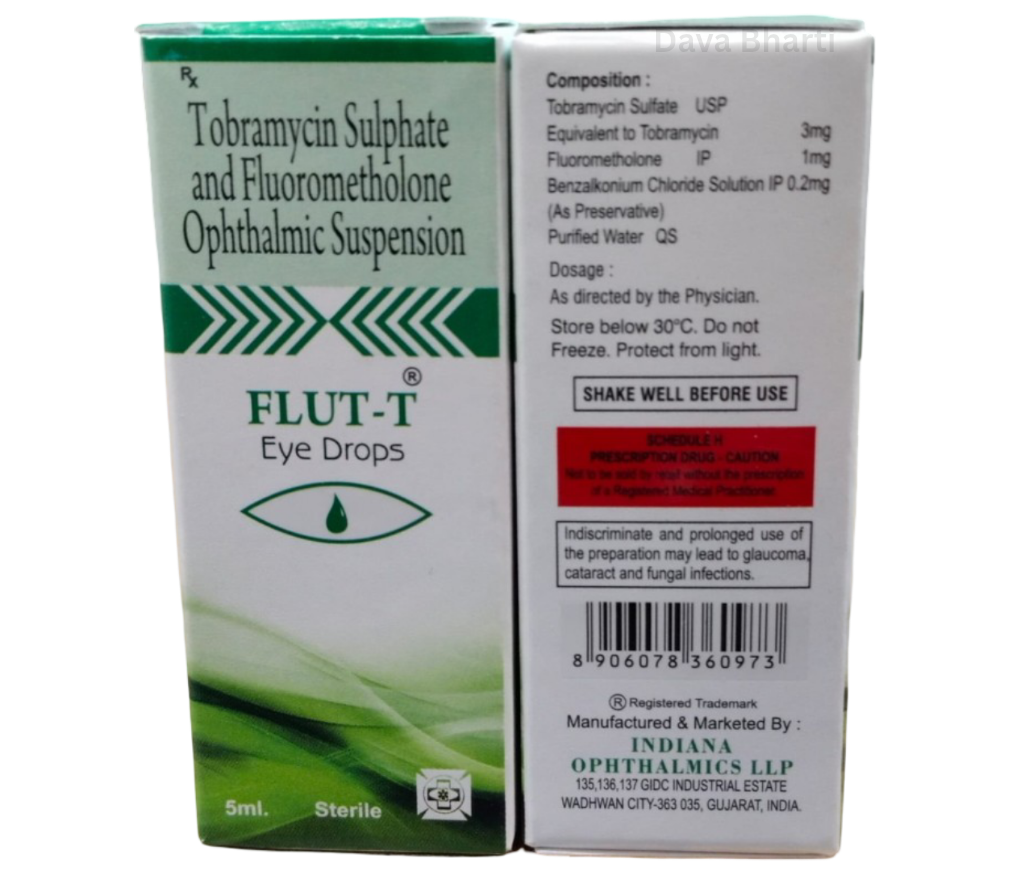 Dava Bharti
Rx
Tobramycin Sulphate
and Fluorometholone
Ophthalmic Suspension
FLUT-T®
Eye Drops
5ml. Sterile
Composition :
Tobramycin Sulfate USP
Equivalent to Tobramycin 3mg
Fluorometholone IP 1mg
Benzalkonium Chloride Solution IP 0.2mg
(As Preservative)
Purified Water QS
Dosage :
As directed by the Physician.
Store below 30°C. Do not
Freeze. Protect from light.
SHAKE WELL BEFORE USE
SCHEDULE H
PRESCRIPTION DRUG - CAUTION
Not to be sold by retail without the prescription
of a Registered Medical Practitioner.
Indiscriminate and prolonged use of
the preparation may lead to glaucoma,
cataract and fungal infections.
8 906078 360973
® Registered Trademark
Manufactured & Marketed By :
INDIANA
OPHTHALMICS LLP
135,136,137 GIDC INDUSTRIAL ESTATE
WADHWAN CITY-363 035, GUJARAT, INDIA.